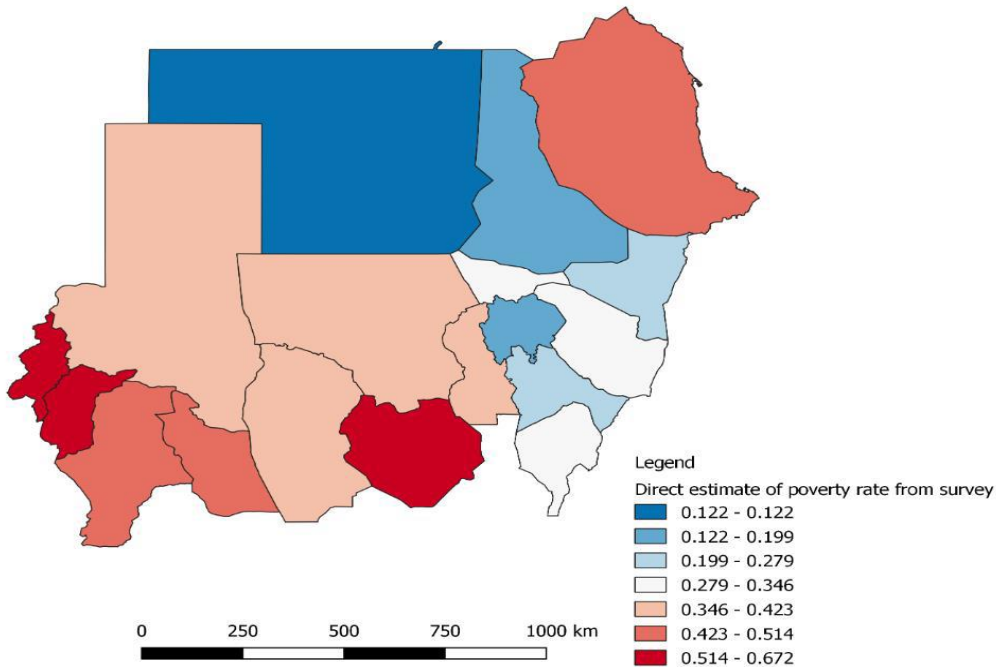 Legend
Direct estimate of poverty rate from survey
0.122 - 0.122
0.122 - 0.199
0.199 - 0.279
0.279 - 0.346
0.346 - 0.423
0.423 - 0.514
0.514 - 0.672
0 250 500 750 1000 km